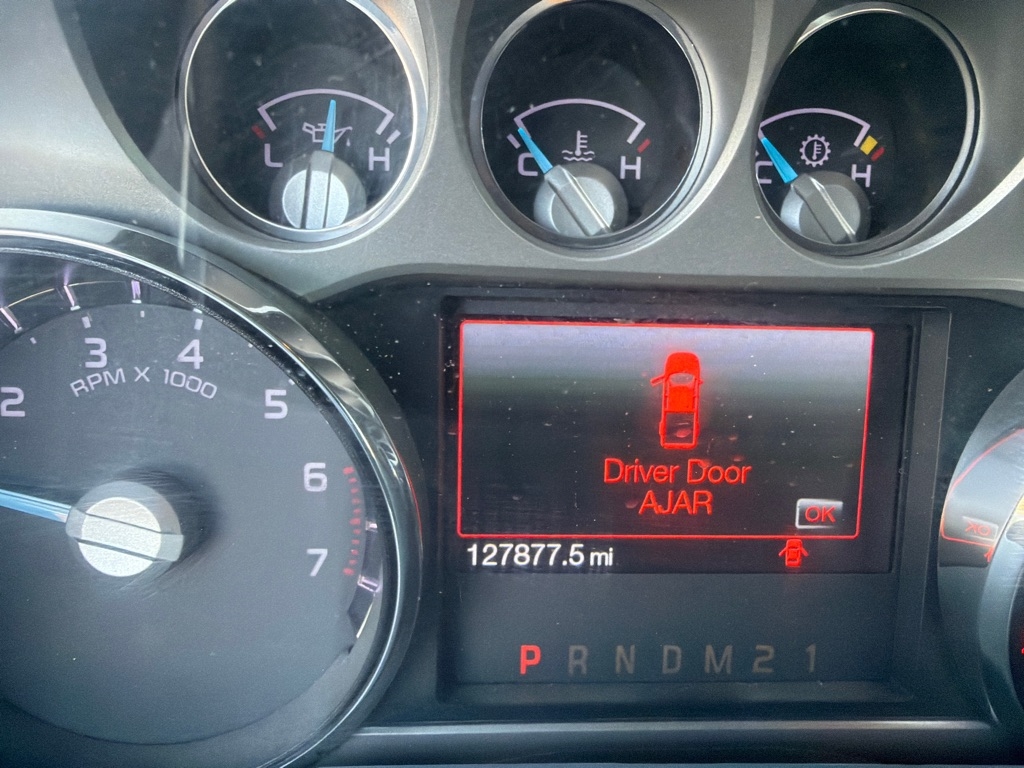 L H
C H
C H
2 3 4 5 6 7
RPM X 1000
Driver Door
AJAR
OK
127877.5 mi
P R N D M 2 1